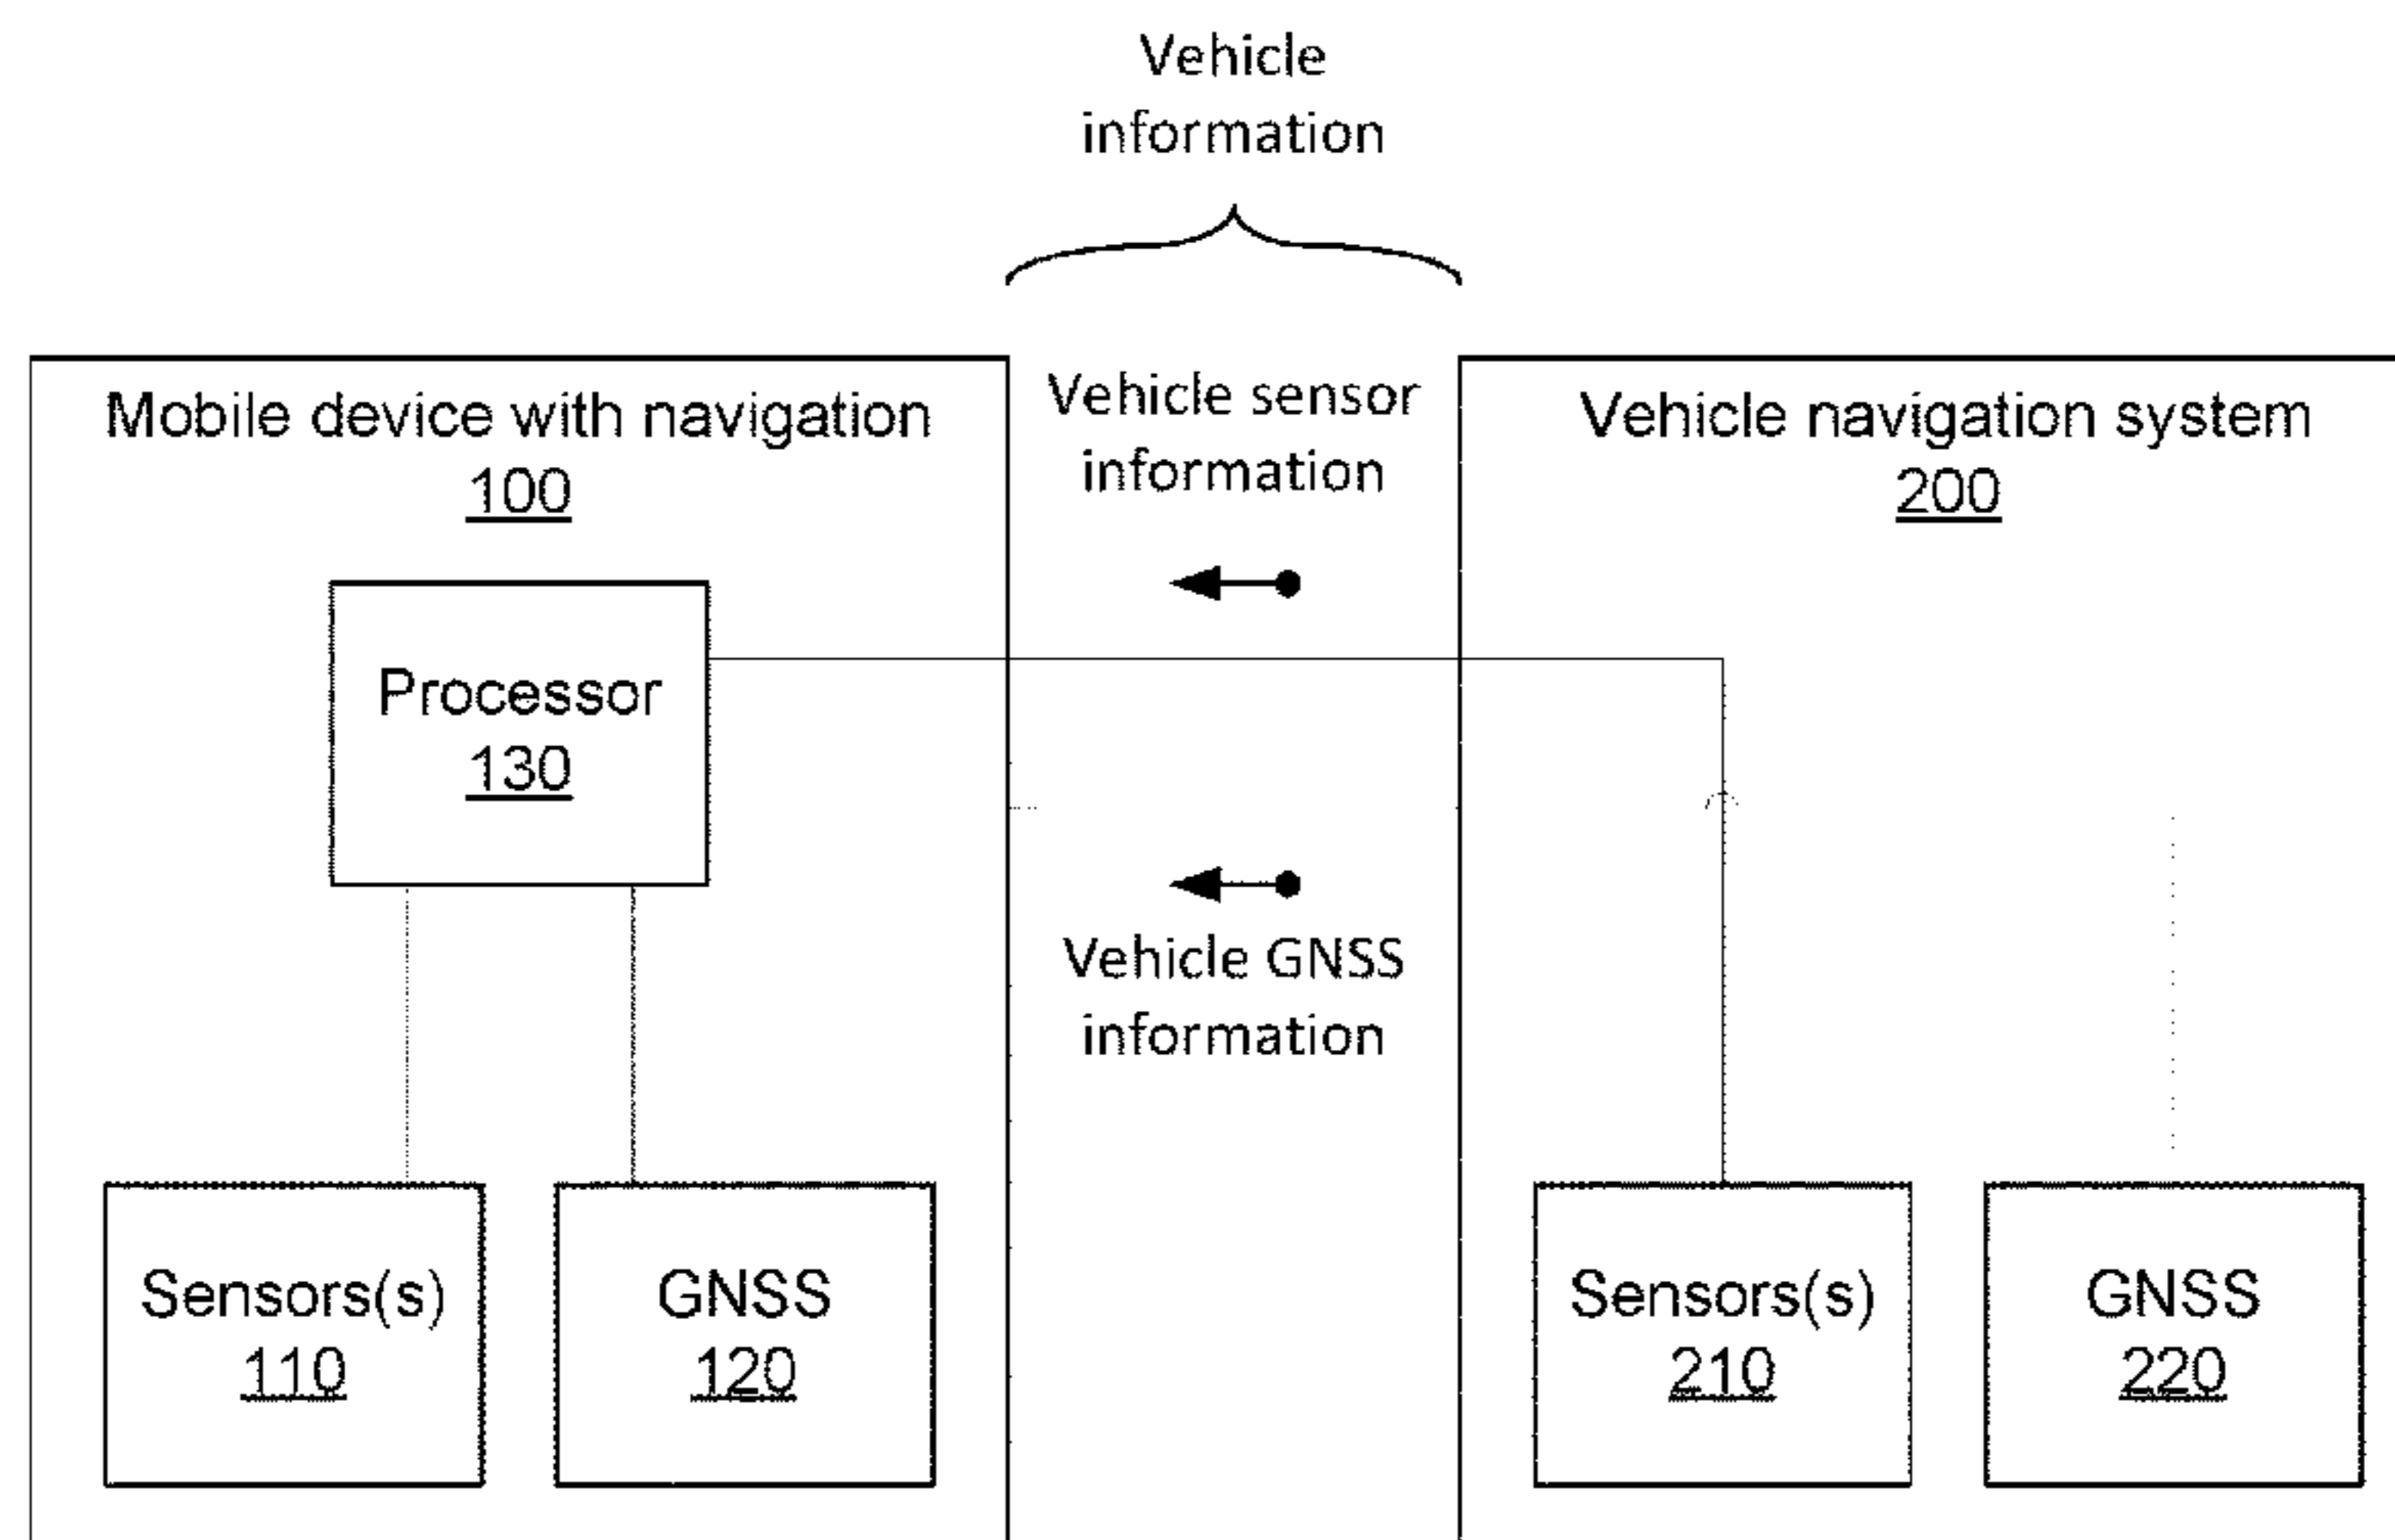 Vehicle
information
Mobile device with navigation
100
Vehicle sensor
information
Vehicle navigation system
200
Processor
130
Vehicle GNSS
information
Sensors(s)
110
GNSS
120
Sensors(s)
210
GNSS
220